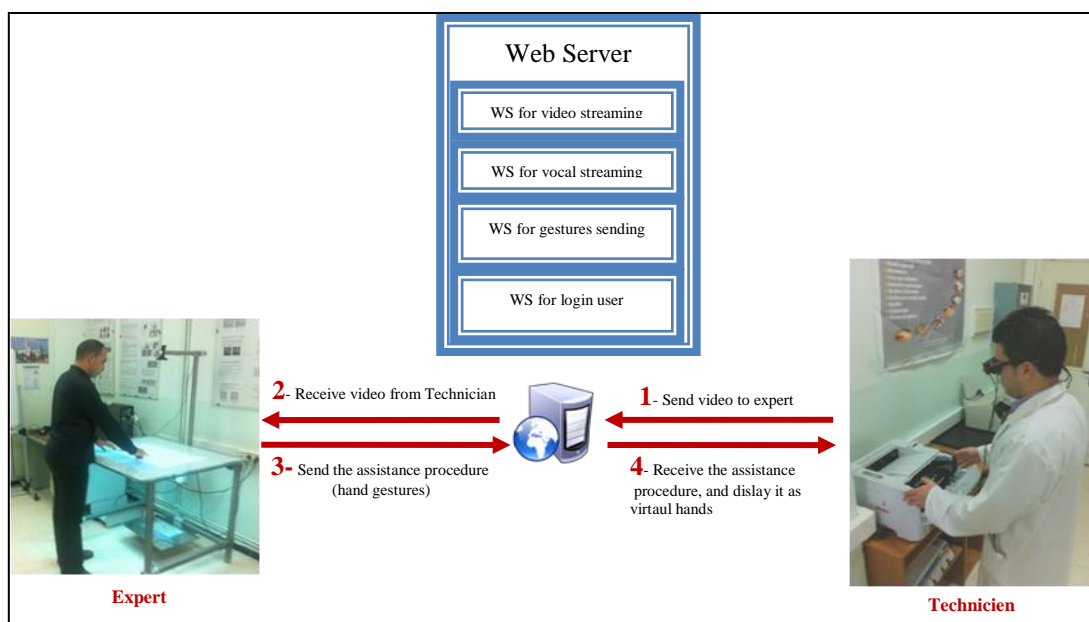 Web Server
WS for video streaming
WS for vocal streaming
WS for gestures sending
WS for login user
2- Receive video from Technician
1- Send video to expert
3- Send the assistance procedure
(hand gestures)
4- Receive the assistance
procedure, and dislay it as
virtaul hands
Expert
Technicien